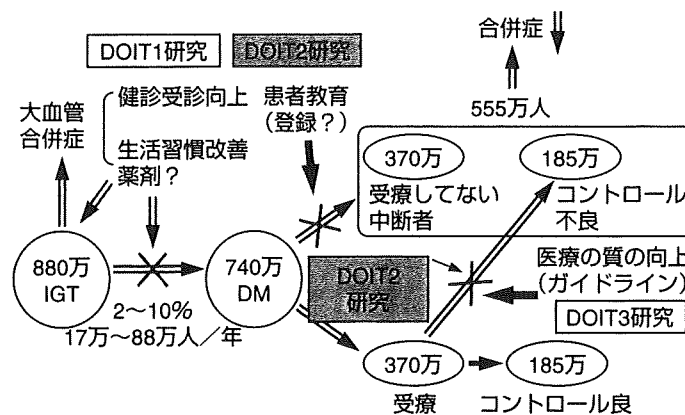 合併症
DOIT1研究
DOIT2研究
555万人
大血管
合併症
健診受診向上
生活習慣改善
薬剤？
患者教育
（登録？）
370万
受療してない
中断者
185万
コントロール
不良
880万
IGT
2〜10%
17万〜88万人／年
740万
DM
DOIT2
研究
医療の質の向上
（ガイドライン）
DOIT3研究
370万
受療
185万
コントロール良